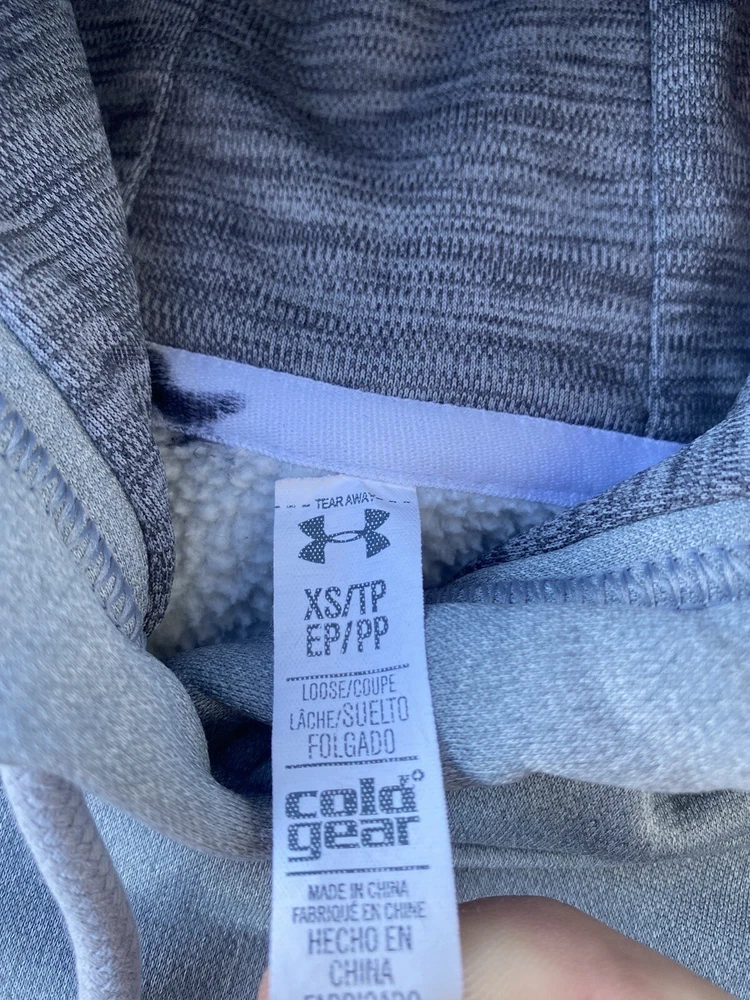 TEAR AWAY
XS/TP
EP/PP
LOOSE/COUPE
LÂCHE/SUELTO
FOLGADO
cold
gear
MADE IN CHINA
FABRIQUÉ EN CHINE
HECHO EN
CHINA
FABRICADO